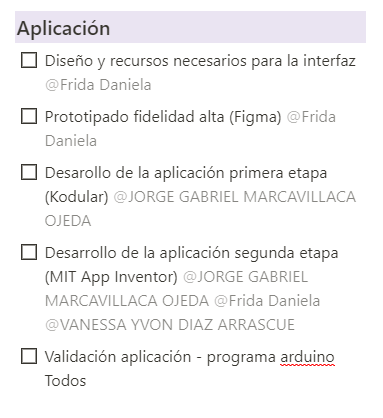 Aplicación
Diseño y recursos necesarios para la interfaz
@Frida Daniela
Prototipado fidelidad alta (Figma) @Frida
Daniela
Desarollo de la aplicación primera etapa
(Kodular) @JORGE GABRIEL MARCAVILLACA
OJEDA
Desarrollo de la aplicación segunda etapa
(MIT App Inventor) @JORGE GABRIEL
MARCAVILLACA OJEDA @Frida Daniela
@VANESSA YVON DIAZ ARRASCUE
Validación aplicación - programa arduino
Todos